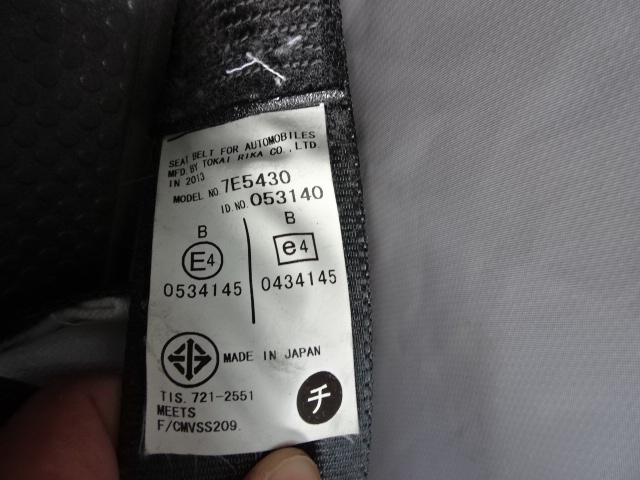 SEAT BELT FOR AUTOMOBILES
MFD. BY TOKAI RIKA CO., LTD.
IN 2013
MODEL NO. 7E5430
ID.NO. 053140
B
E4
0534145
B
e4
0434145
MADE IN JAPAN
TIS. 721-2551
MEETS
F/CMVSS209.
チ